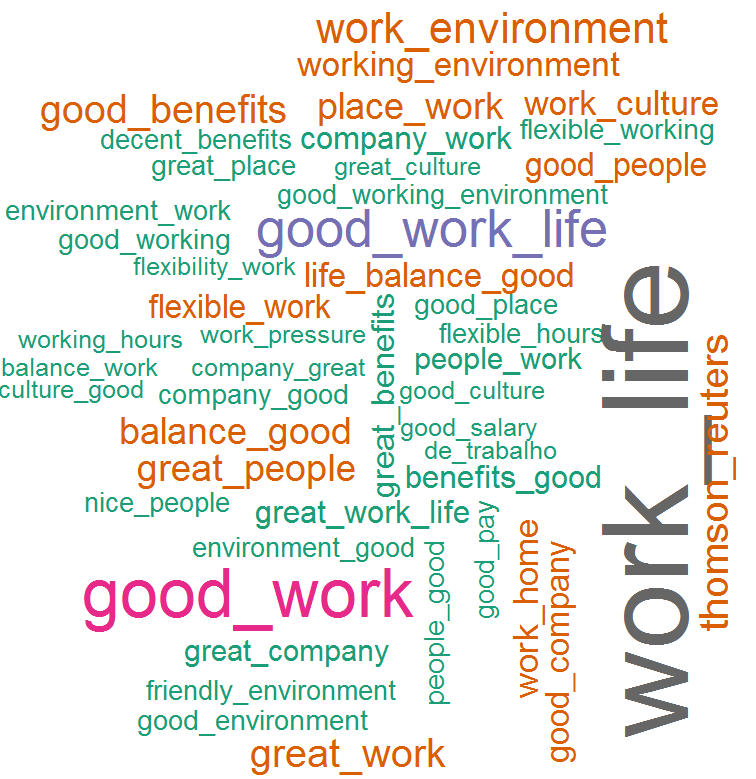 work_environment
working_environment
good_benefits
place_work
work_culture
decent_benefits
company_work
flexible_working
great_place
great_culture
good_people
good_working_environment
environment_work
good_working
good_work_life
flexibility_work
life_balance_good
flexible_work
good_place
working_hours
work_pressure
flexible_hours
balance_work
company_great
people_work
culture_good
company_good
great_benefits
good_culture
balance_good
good_salary
de_trabalho
great_people
benefits_good
nice_people
great_work_life
good_pay
environment_good
people_good
work_home
good_company
work_life
thomson_reuters
good_work
great_company
friendly_environment
good_environment
great_work